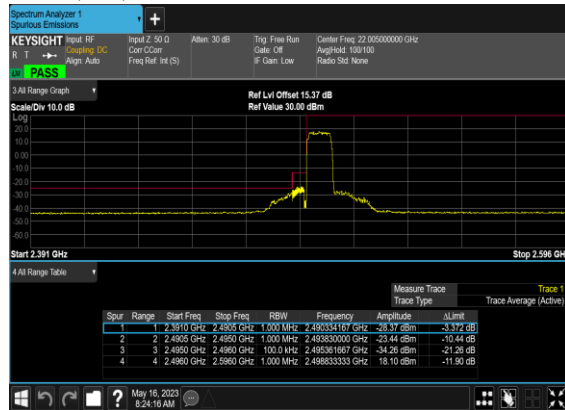 Spectrum Analyzer 1
Spurious Emissions
+
KEYSIGHT Input: RF Input Z: 50 Ω Atten: 30 dB Trig: Free Run Center Freq: 22.005000000 GHz
R T Coupling: DC Corr CCorr Gate: Off Avg|Hold: 100/100
Align: Auto Freq Ref: Int (S) IF Gain: Low Radio Std: None
PASS
3 All Range Graph
Ref Lvl Offset 15.37 dB
Scale/Div 10.0 dB Ref Value 30.00 dBm
Log
20.0
10.0
0.00
-10.0
-20.0
-30.0
-40.0
-50.0
-60.0
Start 2.391 GHz Stop 2.596 GHz
4 All Range Table
Measure Trace Trace 1
Trace Type Trace Average (Active)
Spur Range Start Freq Stop Freq RBW Frequency Amplitude ΔLimit
1 1 2.3910 GHz 2.4905 GHz 1.000 MHz 2.490334167 GHz -28.37 dBm -3.372 dB
2 2 2.4905 GHz 2.4950 GHz 1.000 MHz 2.493830000 GHz -23.44 dBm -10.44 dB
3 3 2.4950 GHz 2.4960 GHz 100.0 kHz 2.495361667 GHz -34.26 dBm -21.26 dB
4 4 2.4960 GHz 2.5960 GHz 1.000 MHz 2.498833333 GHz 18.10 dBm -11.90 dB
? May 16, 2023
8:24:16 AM